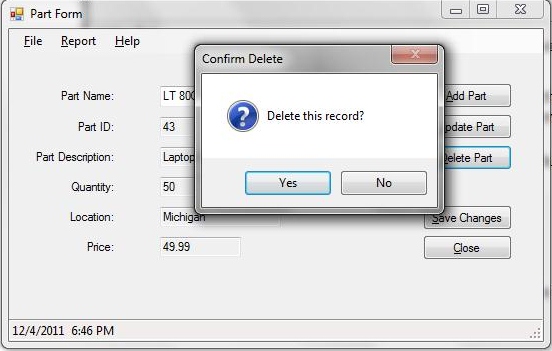 Part Form
File Report Help
Confirm Delete
Delete this record?
Yes No
Part Name: LT 80
Part ID: 43
Part Description: Laptop
Quantity: 50
Location: Michigan
Price: 49.99
Add Part
Update Part
Delete Part
Save Changes
Close
12/4/2011 6:46 PM